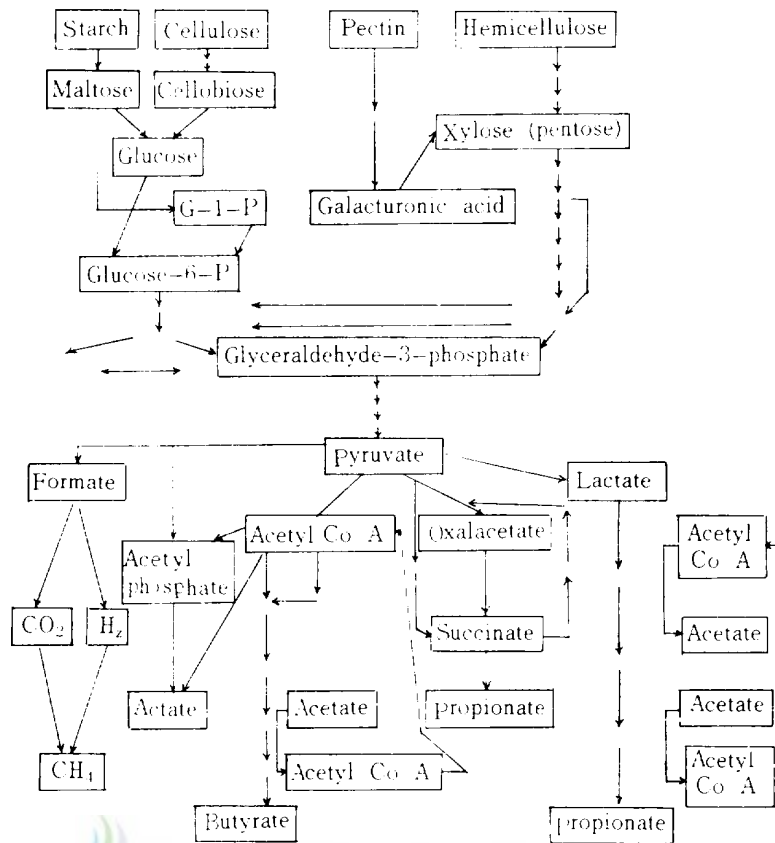 Starch
Cellulose
Pectin
Hemicellulose
Maltose
Cellobiose
Xylose (pentose)
Glucose
G-1-P
Galacturonic acid
Glucose-6-P
Glyceraldehyde-3-phosphate
Pyruvate
Formate
Lactate
Acetyl Co A
Oxalacetate
Acetyl
Co A
Acetyl
phosphate
CO₂
H₂
Succinate
Acetate
Actate
Acetate
propionate
Acetate
CH₄
Acetyl Co A
Acetyl
Co A
Butyrate
propionate